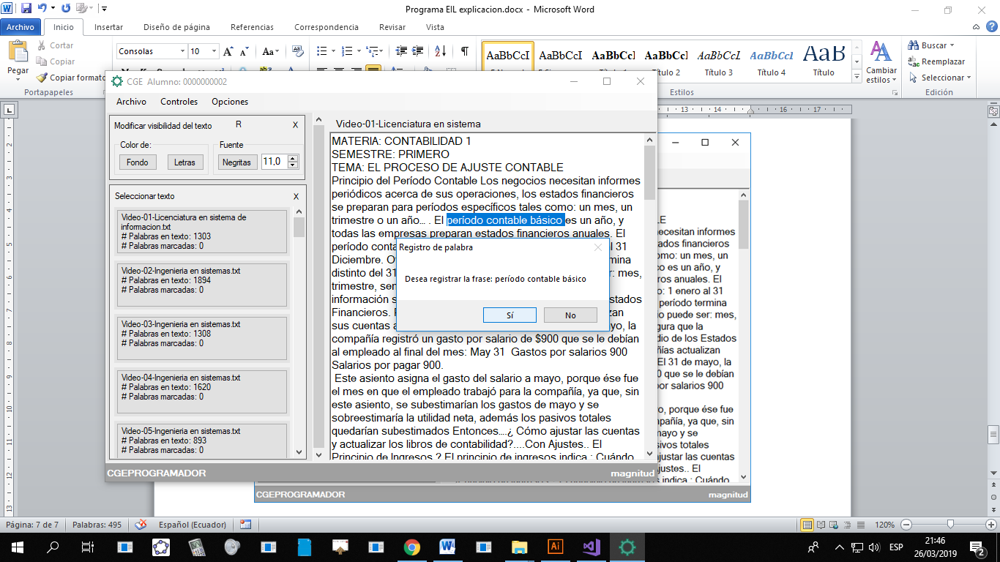 Programa EIL explicacion.docx - Microsoft Word
Archivo Inicio Insertar Diseño de página Referencias Correspondencia Revisar Vista
Pegar
Cortar
Copiar
Copiar formato
Portapapeles
Consolas 10
AaBbCcI AaBbCcI AaBbCcI AaBbCcI AaBbCcI AaBbCcI AaB
Título 2 Título 3 Título 4 Título
Cambiar estilos
Estilos
Buscar
Reemplazar
Seleccionar
Edición
CGE Alumno: 0000000002
Archivo Controles Opciones
Modificar visibilidad del texto R X
Color de:
Fondo Letras
Fuente
Negritas 11,0
Seleccionar texto X
Video-01-Licenciatura en sistema de
informacion.txt
# Palabras en texto: 1303
# Palabras marcadas: 0
Video-02-Ingenieria en sistemas.txt
# Palabras en texto: 1894
# Palabras marcadas: 0
Video-03-Ingenieria en sistemas.txt
# Palabras en texto: 1308
# Palabras marcadas: 0
Video-04-Ingenieria en sistemas.txt
# Palabras en texto: 1620
# Palabras marcadas: 0
Video-05-Ingenieria en sistemas.txt
# Palabras en texto: 893
# Palabras marcadas: 0
Video-01-Licenciatura en sistema
MATERIA: CONTABILIDAD 1
SEMESTRE: PRIMERO
TEMA: EL PROCESO DE AJUSTE CONTABLE
Principio del Período Contable Los negocios necesitan informes
periódicos acerca de sus operaciones, los estados financieros
se preparan para períodos específicos tales como: un mes, un
trimestre o un año... . El período contable básico es un año, y
todas las empresas preparan estados financieros anuales. El
período conta l 31
Diciembre. O mina
distinto del 31 r: mes,
trimestre, sem
información s stados
Financieros. zan
sus cuentas a yo, la
compañía registró un gasto por salario de $900 que se le debían
al empleado al final del mes: May 31 Gastos por salarios 900
Salarios por pagar 900.
Este asiento asigna el gasto del salario a mayo, porque ése fue
el mes en que el empleado trabajó para la compañía, ya que, sin
este asiento, se subestimarían los gastos de mayo y se
sobreestimaría la utilidad neta, además los pasivos totales
quedarían subestimados Entonces....¿ Cómo ajustar las cuentas
y actualizar los libros de contabilidad?....Con Ajustes.. El
Principio de Ingresos ? El principio de ingresos indica : Cuándo
Registro de palabra
Desea registrar la frase: período contable básico
Sí No
CGEPROGRAMADOR magnitud
13 14 15 16 17
LE
ecesitan informes
dos financieros
omo: un mes, un
co es un año, y
ros anuales. El
o: 1 enero al 31
período termina
o puede ser: mes,
gura que la
dio de los Estados
ñías actualizan
El 31 de mayo, la
0 que se le debían
por salarios 900
o, porque ése fue
mpañía, ya que, sin
mayo y se
sivos totales
justar las cuentas
Ajustes.. El
indica : Cuándo
CGEPROGRAMADOR magnitud
Página: 7 de 7 Palabras: 495 Español (Ecuador) 120%
ESP
21:46
26/03/2019
2